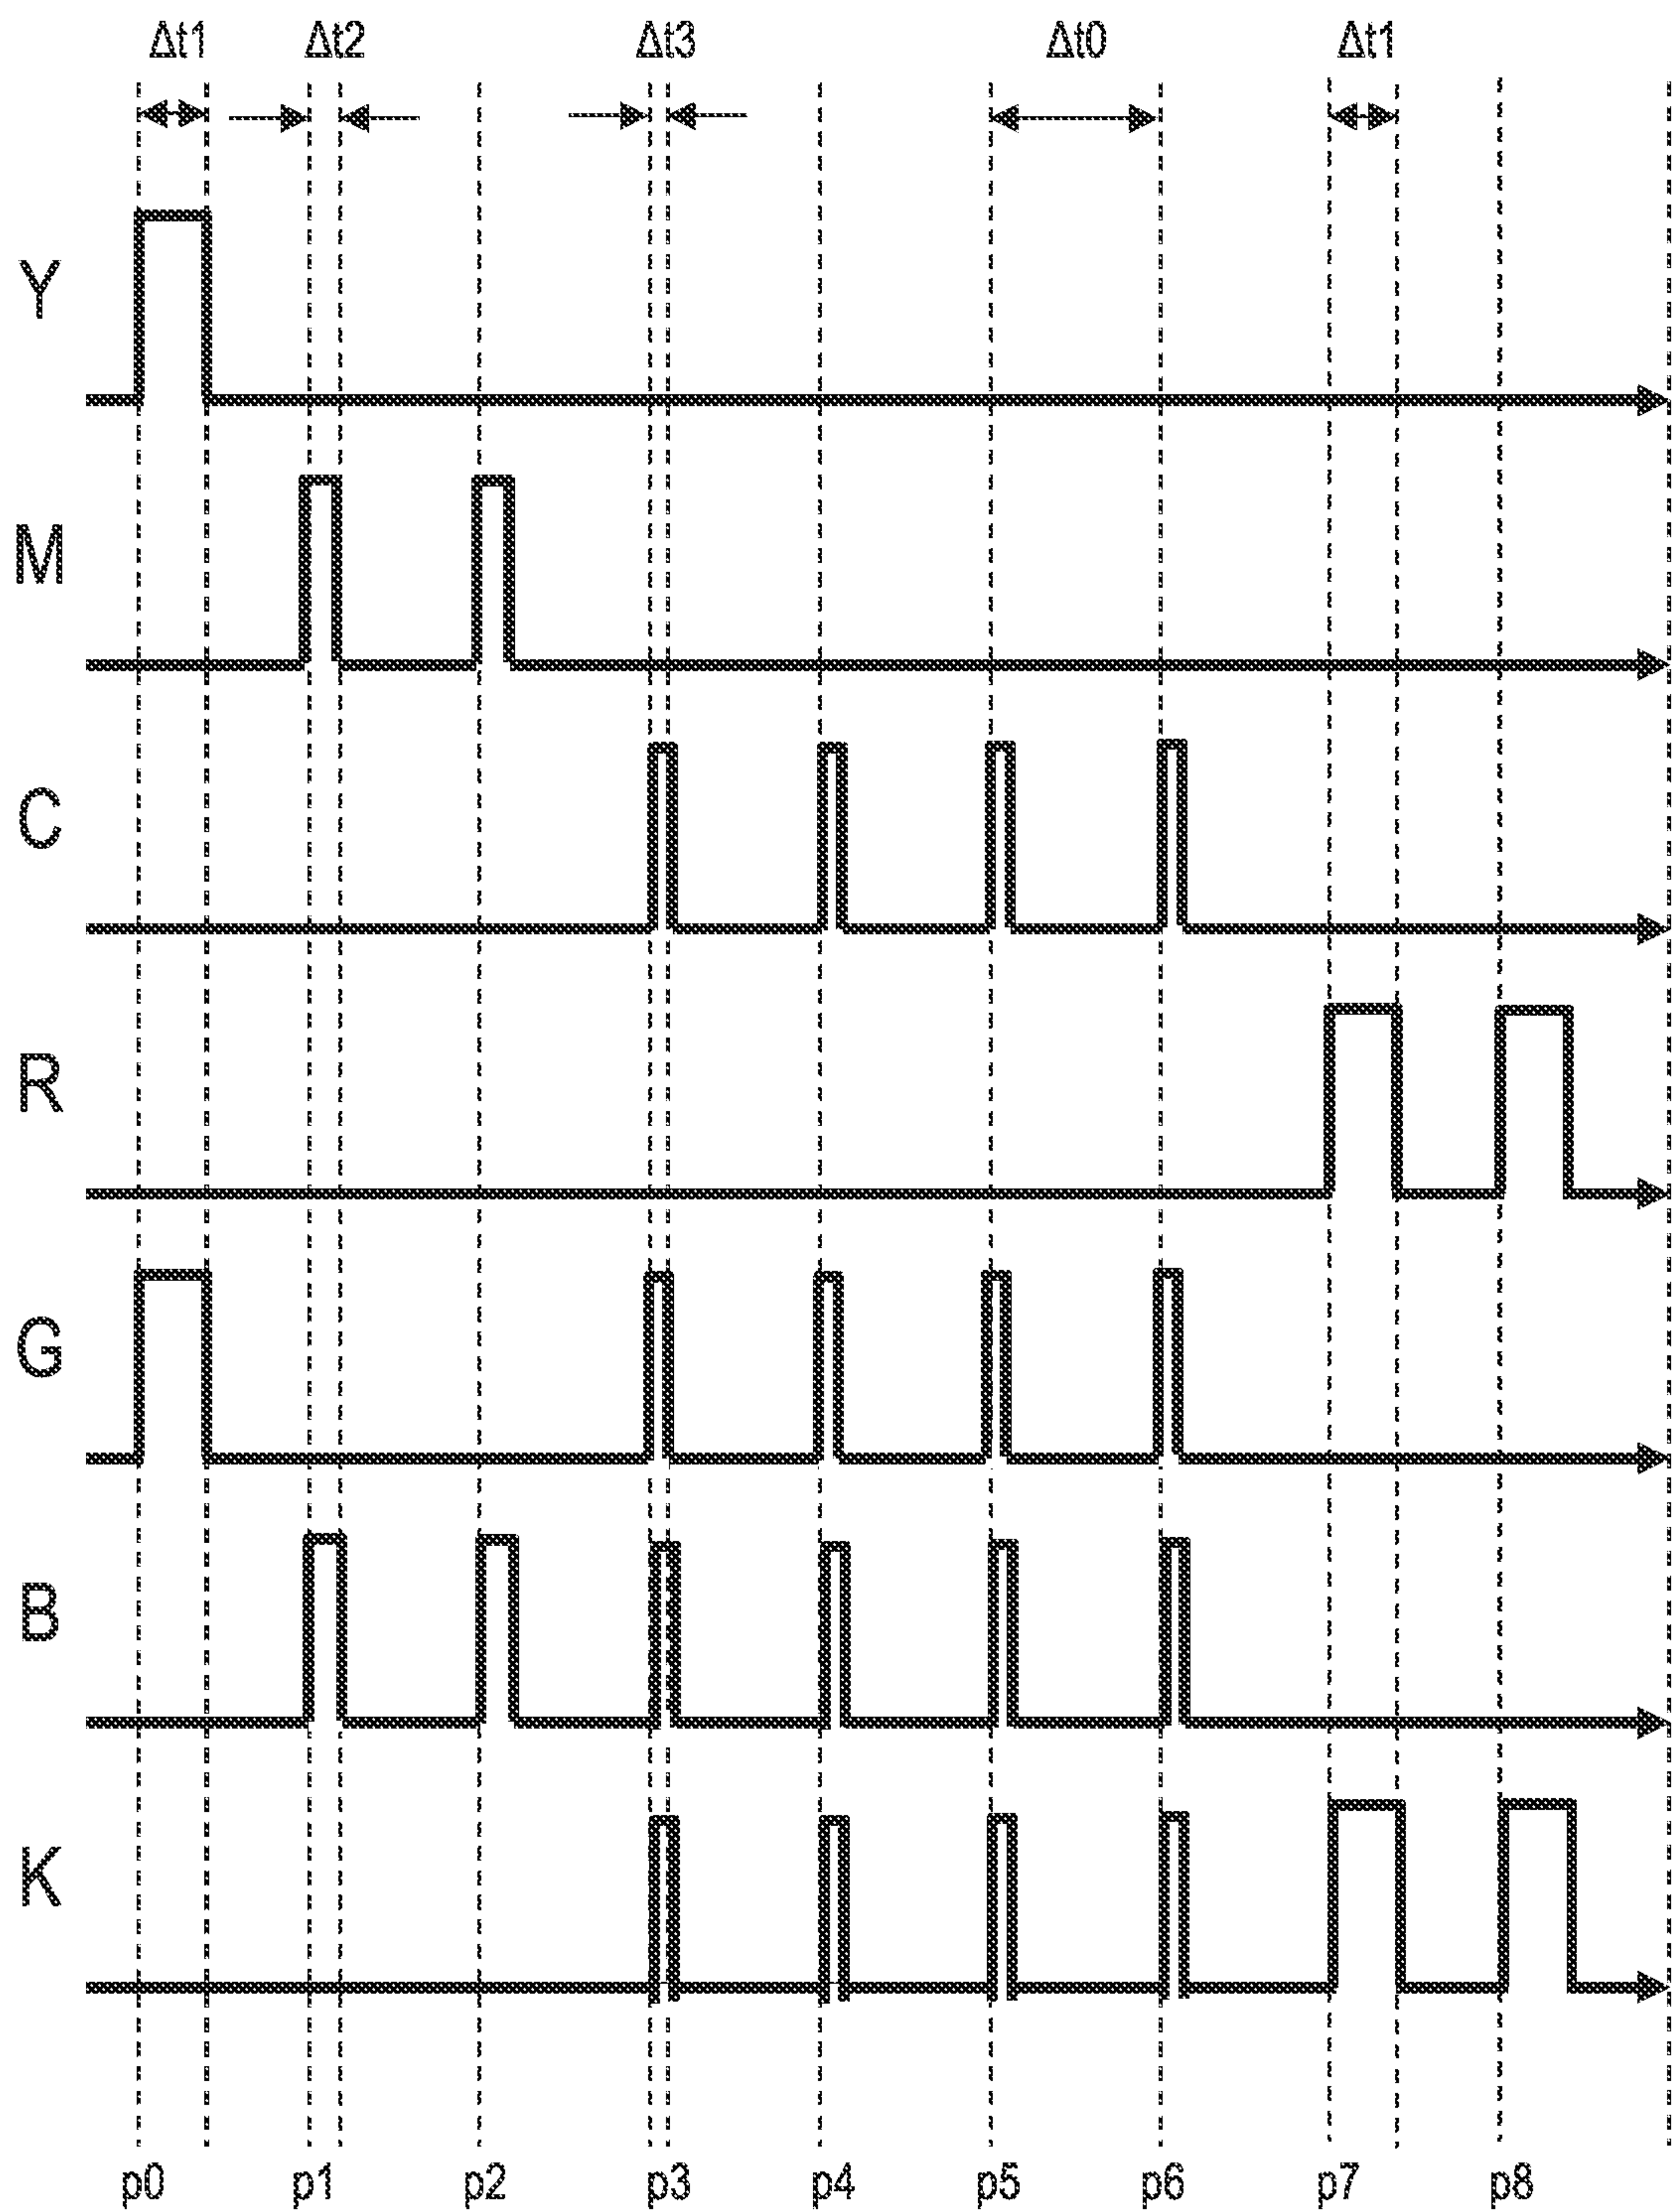 Δt1 Δt2 Δt3 Δt0 Δt1
Y
M
C
R
G
B
K
p0 p1 p2 p3 p4 p5 p6 p7 p8